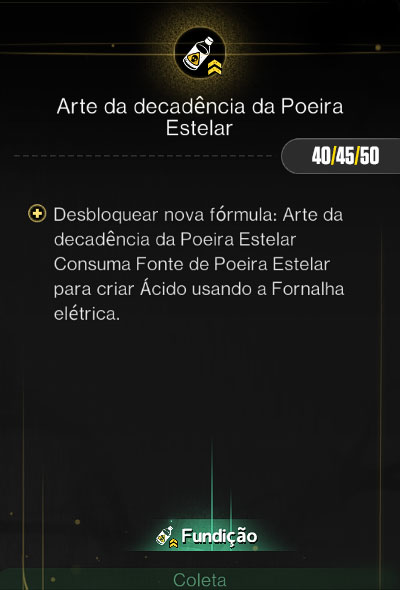 Arte da decadência da Poeira
Estelar
40/45/50
Desbloquear nova fórmula: Arte da
decadência da Poeira Estelar
Consuma Fonte de Poeira Estelar
para criar Ácido usando a Fornalha
elétrica.
Fundição
Coleta